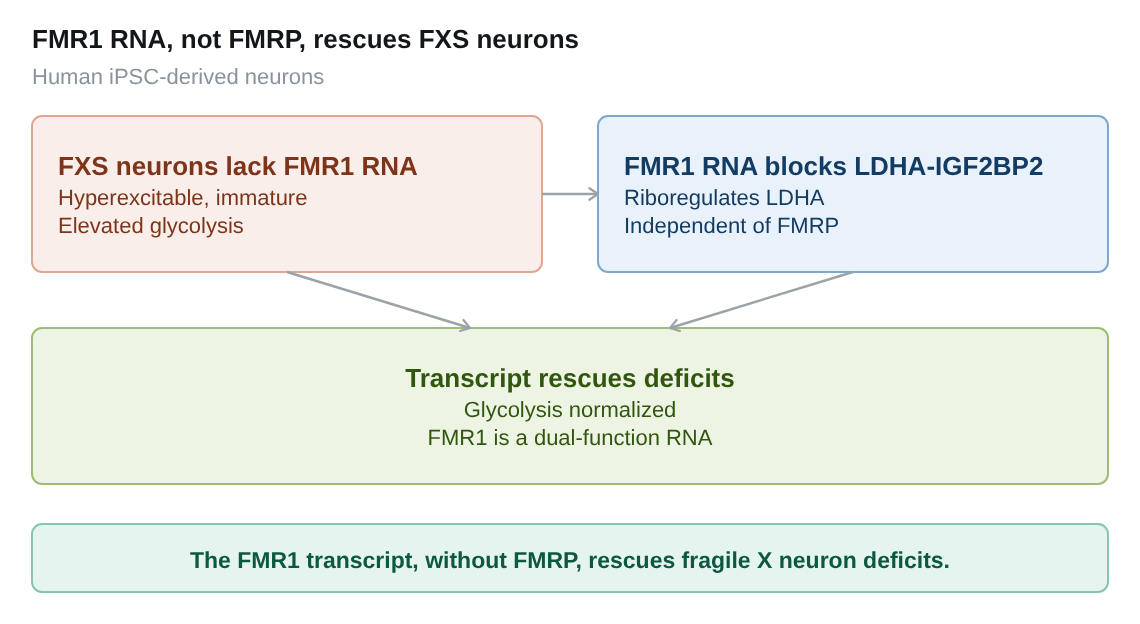 FMR1 RNA, not FMRP, rescues FXS neurons
Human iPSC-derived neurons
FXS neurons lack FMR1 RNA
Hyperexcitable, immature
Elevated glycolysis
FMR1 RNA blocks LDHA-IGF2BP2
Riboregulates LDHA
Independent of FMRP
Transcript rescues deficits
Glycolysis normalized
FMR1 is a dual-function RNA
The FMR1 transcript, without FMRP, rescues fragile X neuron deficits.